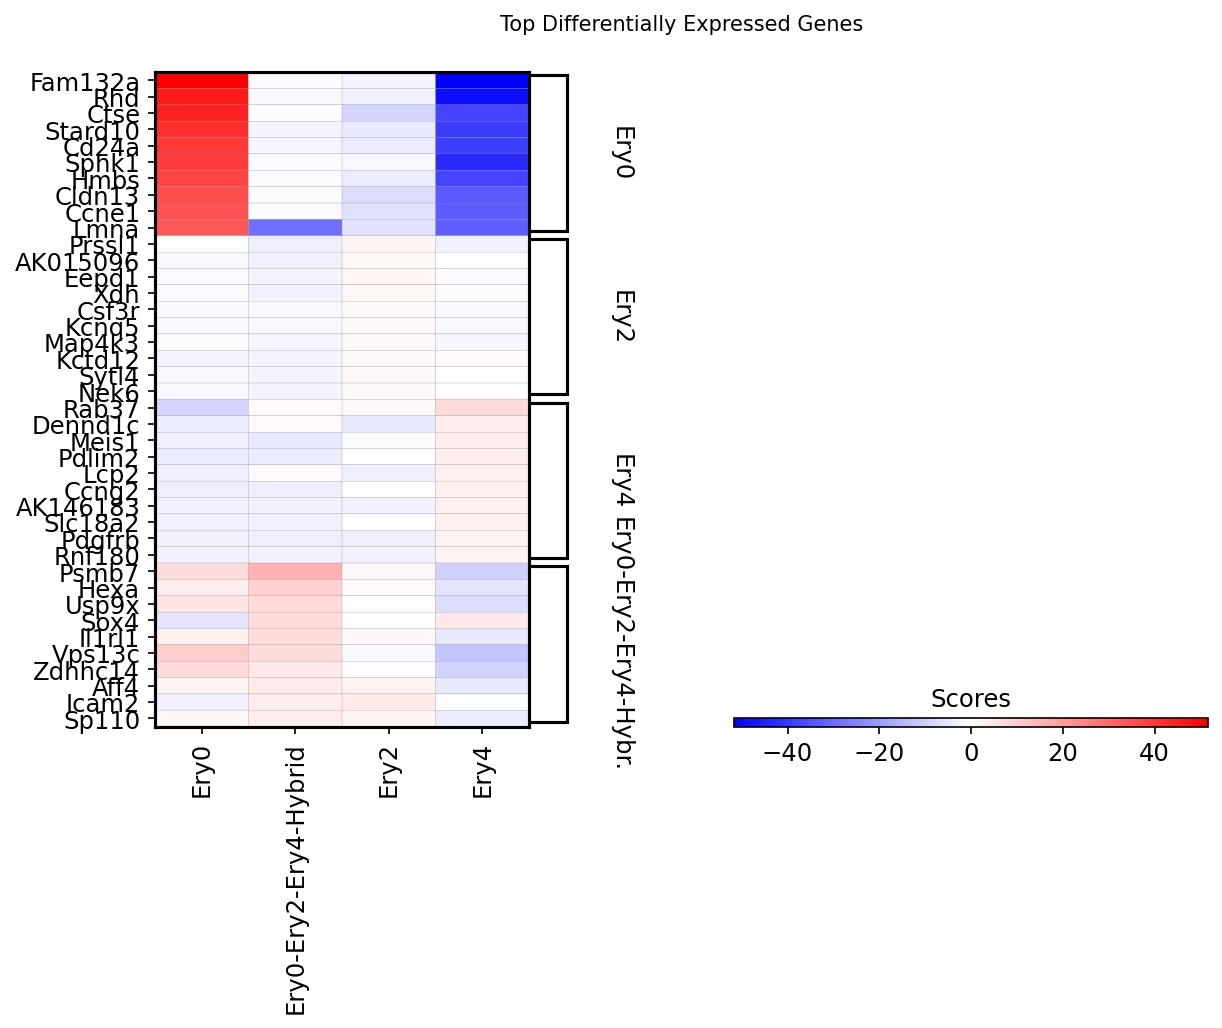 Top Differentially Expressed Genes
Fam132a
Rhd
Ctse
Stard10
Cd24a
Sphk1
Hmbs
Cldn13
Ccne1
Lmna
Prssl1
AK015096
Eepd1
Xdh
Csf3r
Kcnq5
Map4k3
Kctd12
Sytl4
Nek6
Rab37
Dennd1c
Meis1
Pdlim2
Lcp2
Ccng2
AK146183
Slc18a2
Pdgfrb
Rnf180
Psmb7
Hexa
Usp9x
Sox4
Il1rl1
Vps13c
Zdhhc14
Aff4
Icam2
Sp110
Ery0
Ery2
Ery4
Ery0-Ery2-Ery4-Hybr.
Ery0
Ery0-Ery2-Ery4-Hybrid
Ery2
Ery4
Scores
−40 −20 0 20 40